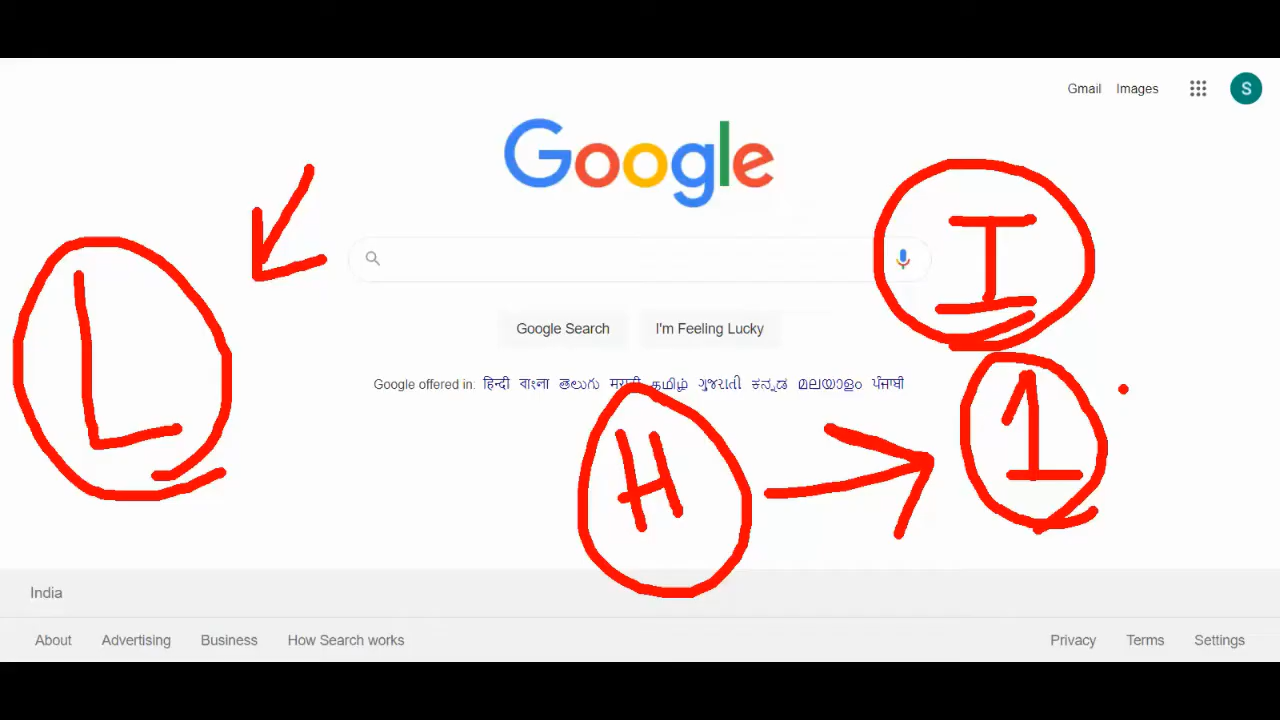 Gmail Images S
Google
I
L
Google Search I'm Feeling Lucky
Google offered in: हिन्दी বাংলা తెలుగు मराठी தமிழ் ગુજરાતી ಕನ್ನಡ മലയാളം ਪੰਜਾਬੀ
1
H
India
About Advertising Business How Search works Privacy Terms Settings